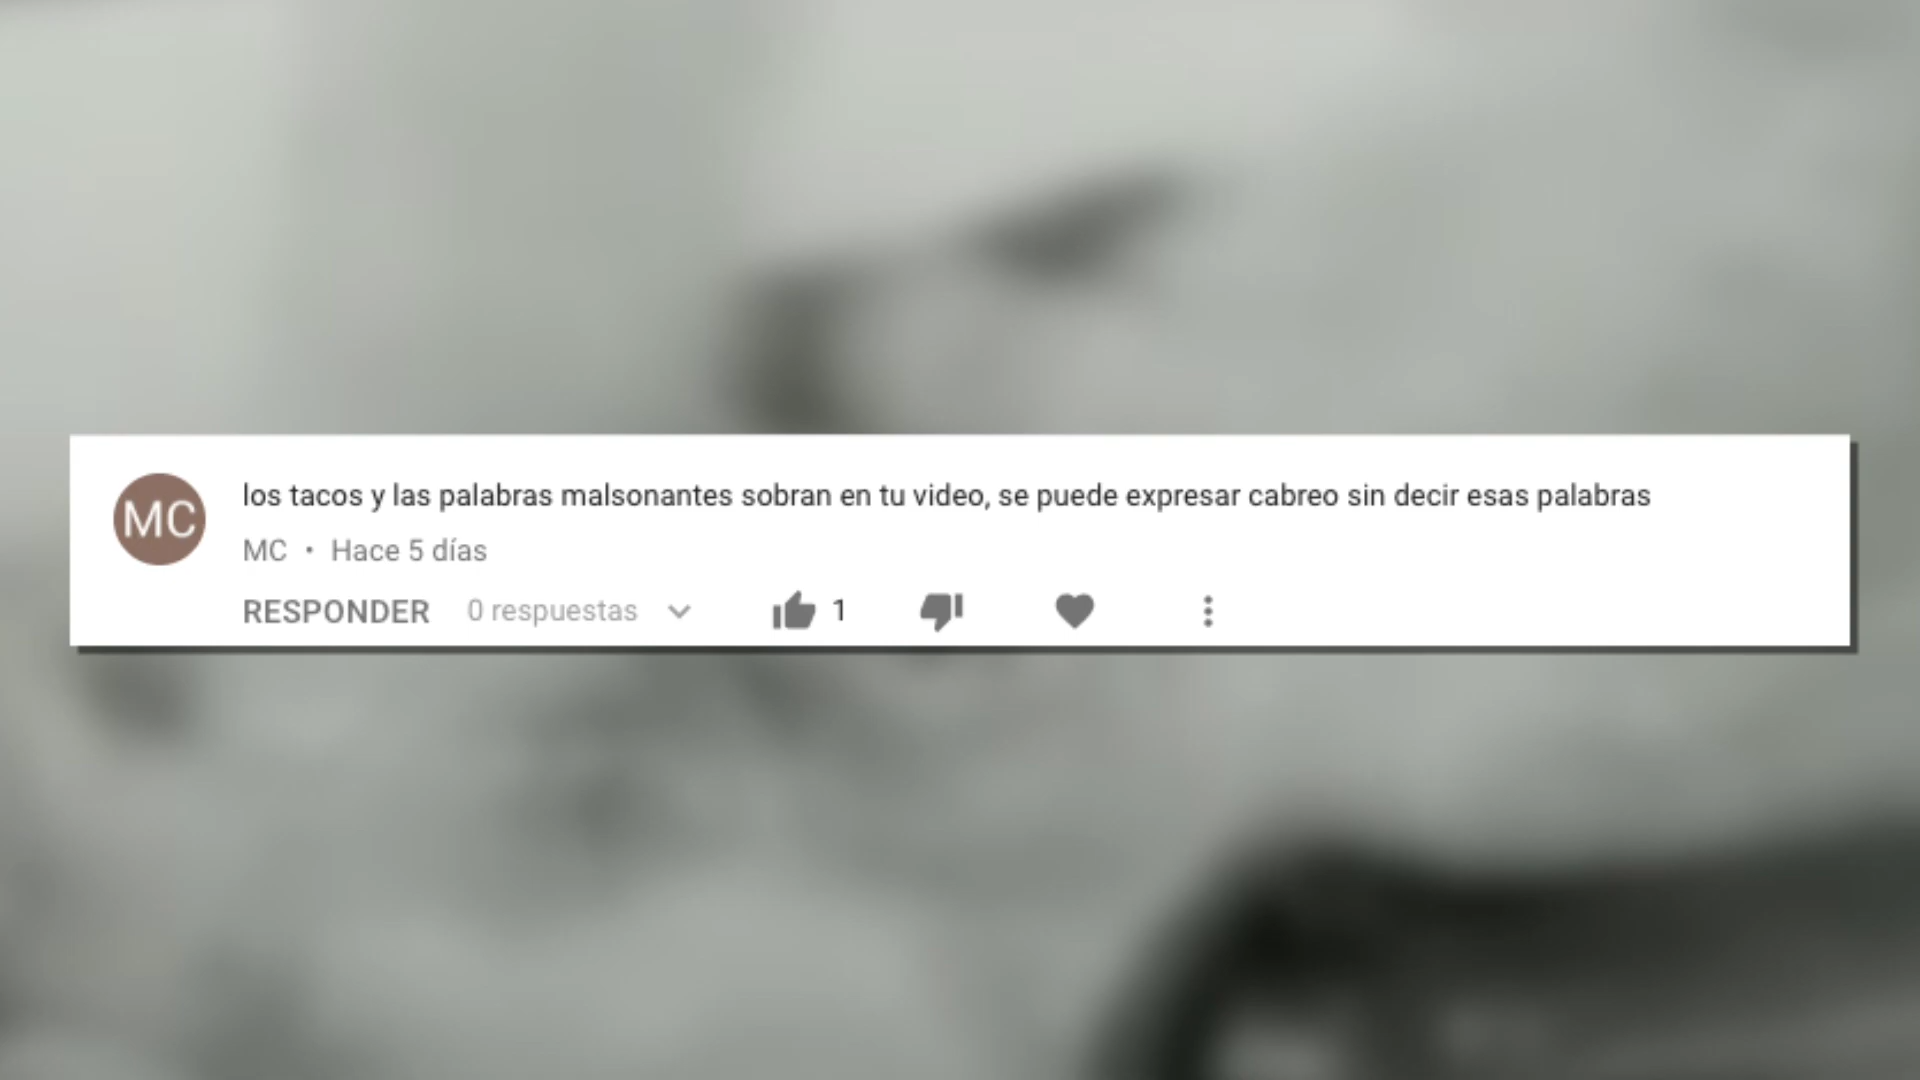 MC
los tacos y las palabras malsonantes sobran en tu video, se puede expresar cabreo sin decir esas palabras
MC • Hace 5 días
RESPONDER 0 respuestas 1